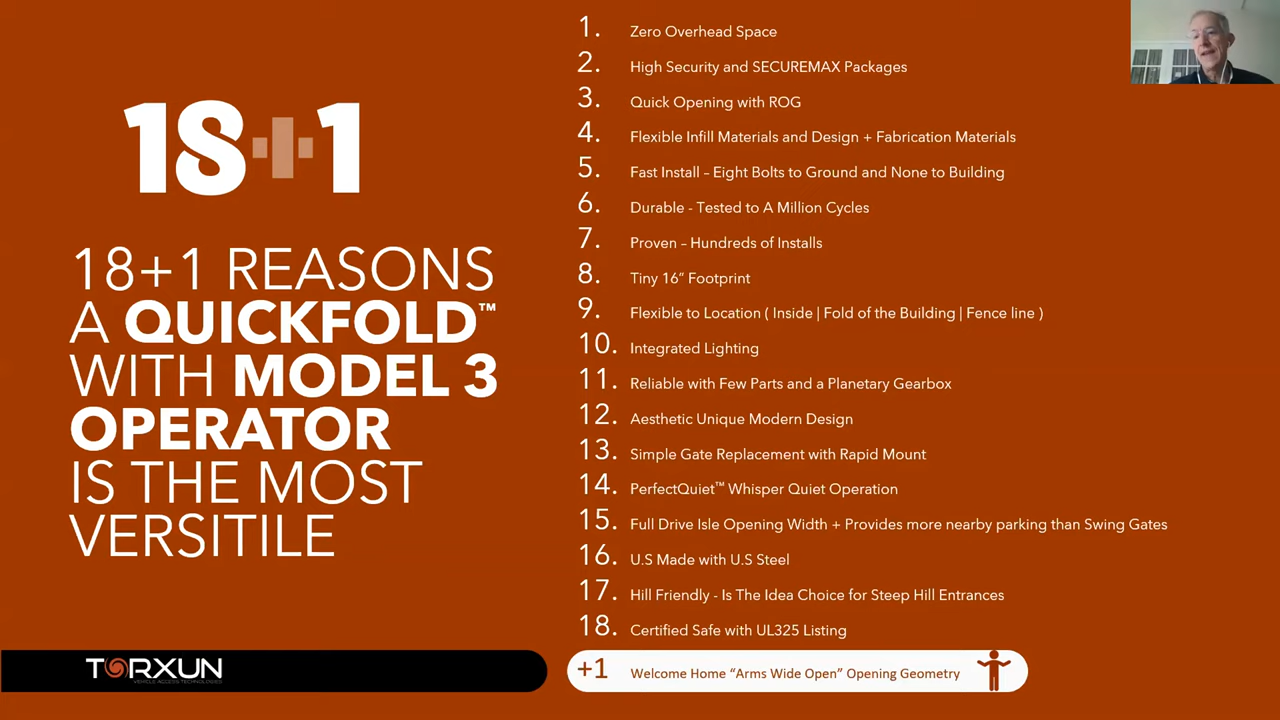 18+1
18+1 REASONS
A QUICKFOLD™
WITH MODEL 3
OPERATOR
IS THE MOST
VERSITILE
TORXUN
VEHICLE ACCESS TECHNOLOGIES
1. Zero Overhead Space
2. High Security and SECUREMAX Packages
3. Quick Opening with ROG
4. Flexible Infill Materials and Design + Fabrication Materials
5. Fast Install – Eight Bolts to Ground and None to Building
6. Durable - Tested to A Million Cycles
7. Proven – Hundreds of Installs
8. Tiny 16” Footprint
9. Flexible to Location ( Inside | Fold of the Building | Fence line )
10. Integrated Lighting
11. Reliable with Few Parts and a Planetary Gearbox
12. Aesthetic Unique Modern Design
13. Simple Gate Replacement with Rapid Mount
14. PerfectQuiet™ Whisper Quiet Operation
15. Full Drive Isle Opening Width + Provides more nearby parking than Swing Gates
16. U.S Made with U.S Steel
17. Hill Friendly - Is The Idea Choice for Steep Hill Entrances
18. Certified Safe with UL325 Listing
+1 Welcome Home “Arms Wide Open” Opening Geometry